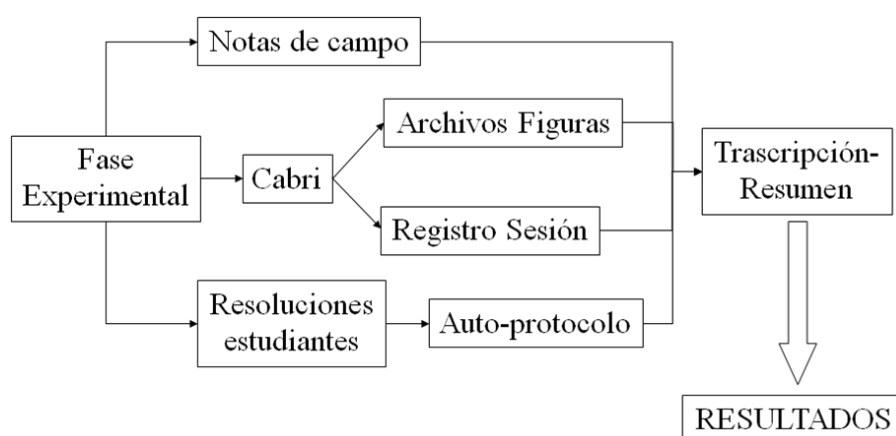 Notas de campo
Archivos Figuras
Fase
Experimental
Cabri
Trascripción-
Resumen
Registro Sesión
Resoluciones
estudiantes
Auto-protocolo
RESULTADOS